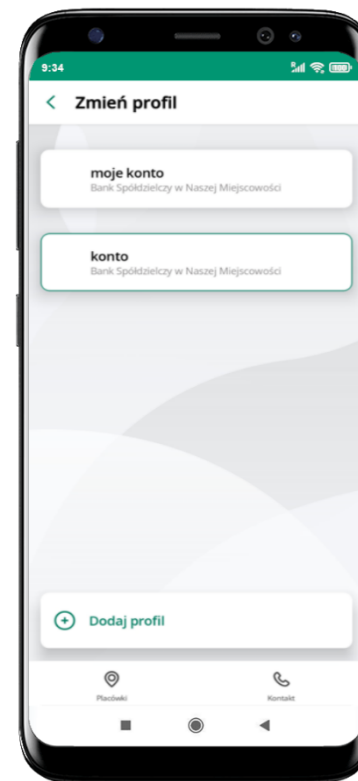 9:34
Zmień profil
moje konto
Bank Spółdzielczy w Naszej Miejscowości
konto
Bank Spółdzielczy w Naszej Miejscowości
Dodaj profil
Placówki
Kontakt